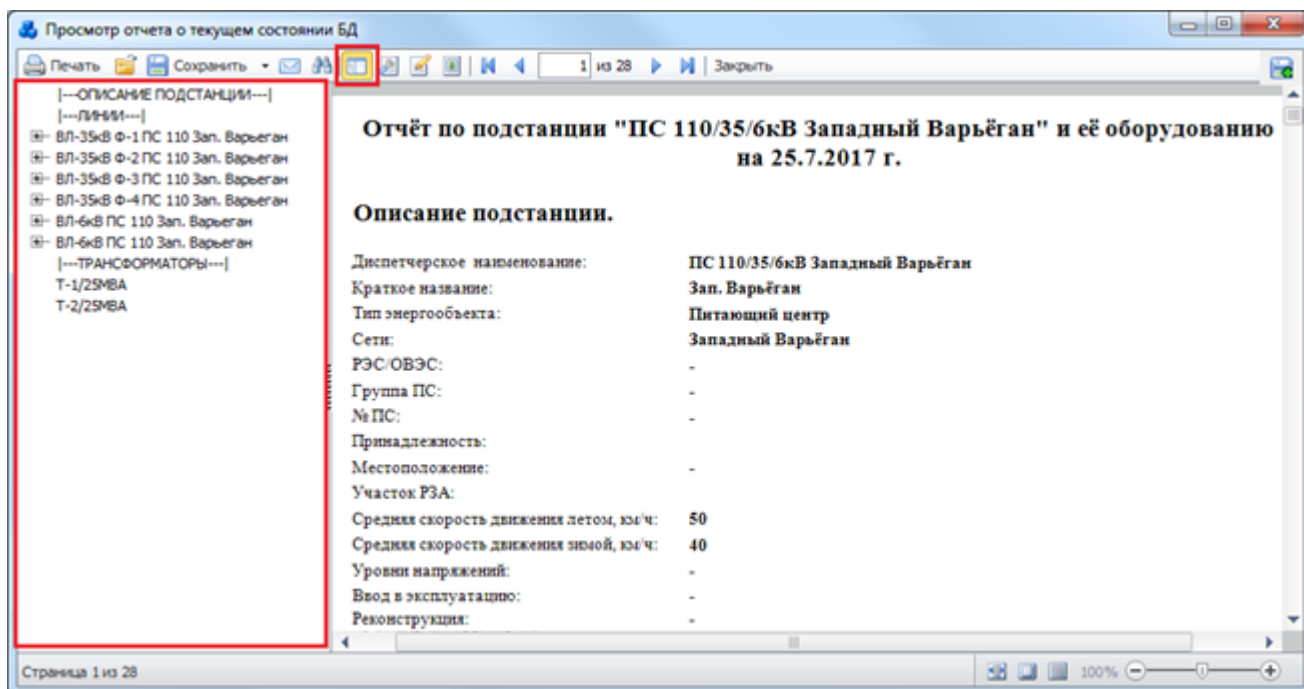 Просмотр отчета о текущем состоянии БД
Печать Сохранить 1 из 28 Закрыть
|---ОПИСАНИЕ ПОДСТАНЦИИ---|
|---ЛИНИИ---|
ВЛ-35кВ Ф-1 ПС 110 Зап. Варьеган
ВЛ-35кВ Ф-2 ПС 110 Зап. Варьеган
ВЛ-35кВ Ф-3 ПС 110 Зап. Варьеган
ВЛ-35кВ Ф-4 ПС 110 Зап. Варьеган
ВЛ-6кВ ПС 110 Зап. Варьеган
ВЛ-6кВ ПС 110 Зап. Варьеган
|---ТРАНСФОРМАТОРЫ---|
Т-1/25МВА
Т-2/25МВА
Отчёт по подстанции "ПС 110/35/6кВ Западный Варьёган" и её оборудованию
на 25.7.2017 г.
Описание подстанции.
Диспетчерское наименование: ПС 110/35/6кВ Западный Варьёган
Краткое название: Зап. Варьёган
Тип энергообъекта: Питающий центр
Сети: Западный Варьёган
РЭС/ОВЭС: -
Группа ПС: -
№ ПС: -
Принадлежность:
Местоположение: -
Участок РЗА:
Средняя скорость движения летом, км/ч: 50
Средняя скорость движения зимой, км/ч: 40
Уровни напряжений: -
Ввод в эксплуатацию: -
Реконструкция: -
Страница 1 из 28 100%